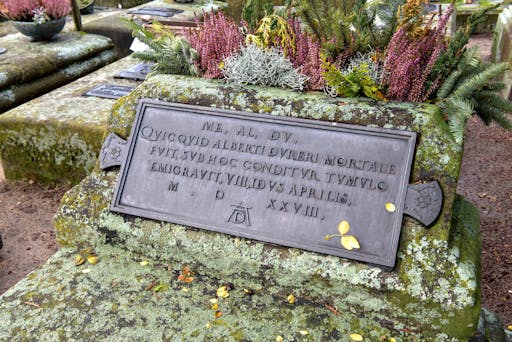 ME. AL. DV.
QVICQVID ALBERTI DVRERI MORTALE
FVIT, SVB HOC CONDITVR TVMVLO
EMIGRAVIT, VIII, IDVS APRILIS,
M. D. XXVIII.
AD